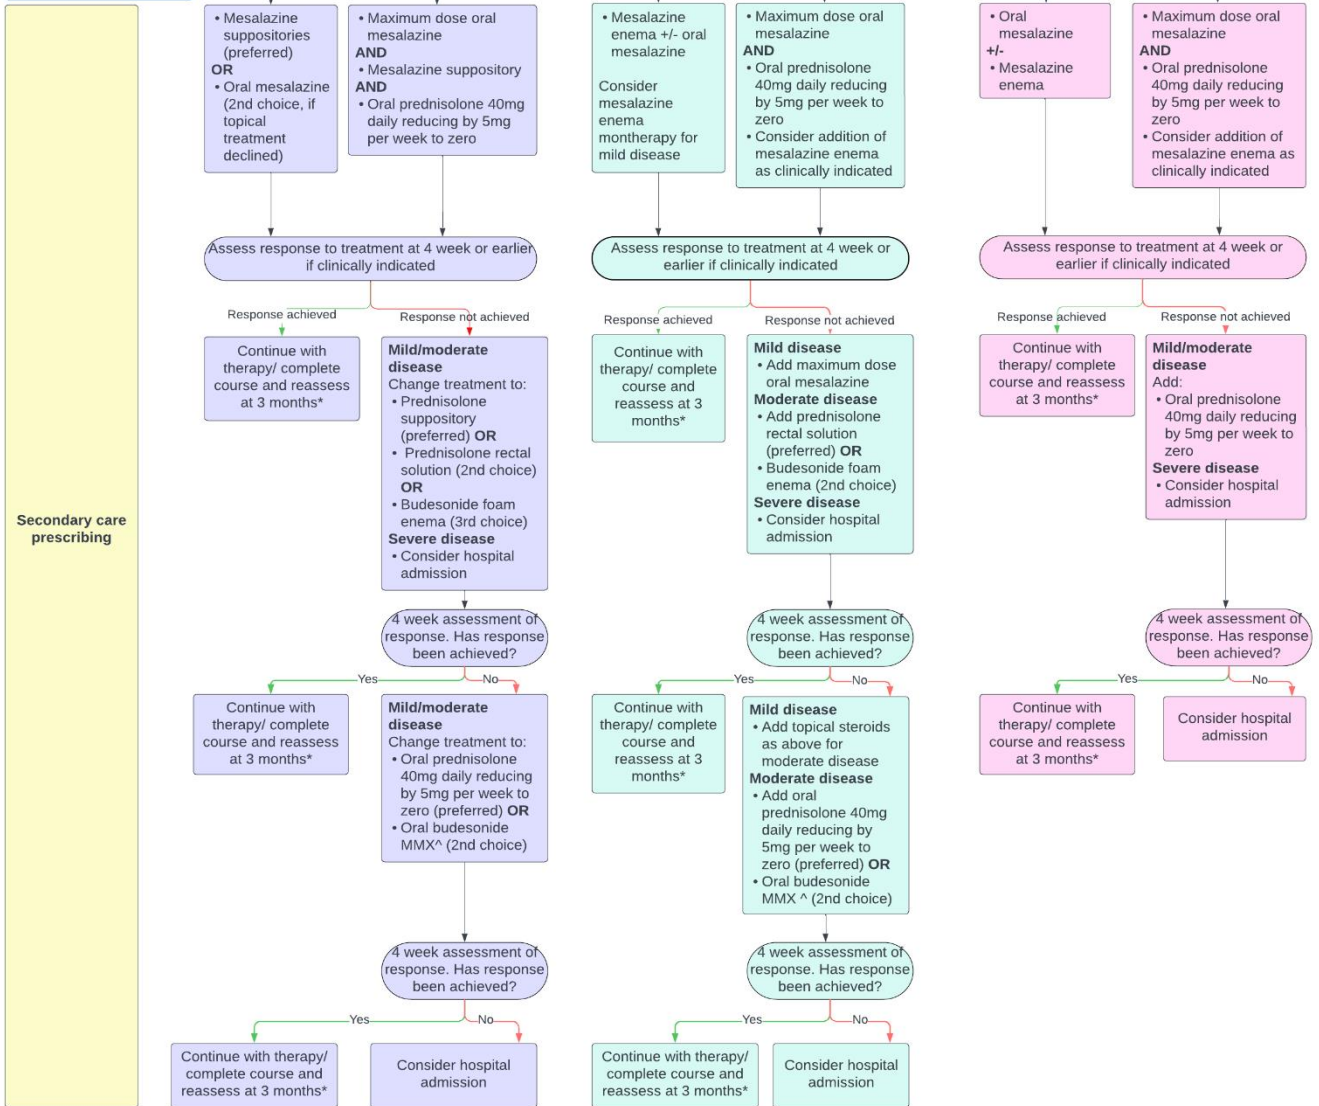 Secondary care
prescribing
• Mesalazine
suppositories
(preferred)
OR
• Oral mesalazine
(2nd choice, if
topical
treatment
declined)
• Maximum dose oral
mesalazine
AND
• Mesalazine suppository
AND
• Oral prednisolone 40mg
daily reducing by 5mg
per week to zero
Assess response to treatment at 4 week or earlier
if clinically indicated
Response achieved
Response not achieved
Continue with
therapy/ complete
course and reassess
at 3 months*
Mild/moderate
disease
Change treatment to:
• Prednisolone
suppository
(preferred) OR
• Prednisolone rectal
solution (2nd choice)
OR
• Budesonide foam
enema (3rd choice)
Severe disease
• Consider hospital
admission
4 week assessment of
response. Has response
been achieved?
Yes
No
Continue with
therapy/ complete
course and reassess
at 3 months*
Mild/moderate
disease
Change treatment to:
• Oral prednisolone
40mg daily reducing
by 5mg per week to
zero (preferred) OR
• Oral budesonide
MMX^ (2nd choice)
4 week assessment of
response. Has response
been achieved?
Yes
No
Continue with therapy/
complete course and
reassess at 3 months*
Consider hospital
admission
• Mesalazine
enema +/- oral
mesalazine
Consider
mesalazine
enema
montherapy for
mild disease
• Maximum dose oral
mesalazine
AND
• Oral prednisolone
40mg daily reducing
by 5mg per week to
zero
• Consider addition of
mesalazine enema
as clinically indicated
Assess response to treatment at 4 week or
earlier if clinically indicated
Response achieved
Response not achieved
Continue with
therapy/ complete
course and
reassess at 3
months*
Mild disease
• Add maximum dose
oral mesalazine
Moderate disease
• Add prednisolone
rectal solution
(preferred) OR
• Budesonide foam
enema (2nd choice)
Severe disease
• Consider hospital
admission
4 week assessment of
response. Has response
been achieved?
Yes
No
Continue with
therapy/ complete
course and
reassess at 3
months*
Mild disease
• Add topical steroids
as above for
moderate disease
Moderate disease
• Add oral
prednisolone 40mg
daily reducing by
5mg per week to
zero (preferred) OR
• Oral budesonide
MMX ^ (2nd choice)
4 week assessment of
response. Has response
been achieved?
Yes
No
Continue with therapy/
complete course and
reassess at 3 months*
Consider hospital
admission
• Oral
mesalazine
+/-
• Mesalazine
enema
• Maximum dose oral
mesalazine
AND
• Oral prednisolone
40mg daily reducing
by 5mg per week to
zero
• Consider addition of
mesalazine enema as
clinically indicated
Assess response to treatment at 4 week or
earlier if clinically indicated
Response achieved
Response not achieved
Continue with
therapy/ complete
course and reassess
at 3 months*
Mild/moderate
disease
Add:
• Oral prednisolone
40mg daily reducing
by 5mg per week to
zero
Severe disease
• Consider hospital
admission
4 week assessment of
response. Has response
been achieved?
Yes
No
Continue with
therapy/ complete
course and reassess
at 3 months*
Consider hospital
admission